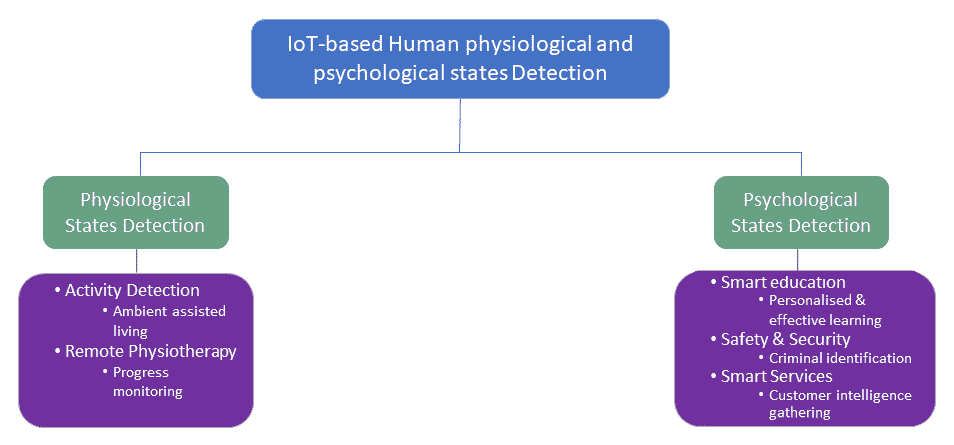 IoT-based Human physiological and
psychological states Detection
Physiological
States Detection
• Activity Detection
• Ambient assisted
living
• Remote Physiotherapy
• Progress
monitoring
Psychological
States Detection
• Smart education
• Personalised &
effective learning
• Safety & Security
• Criminal identification
• Smart Services
• Customer intelligence
gathering